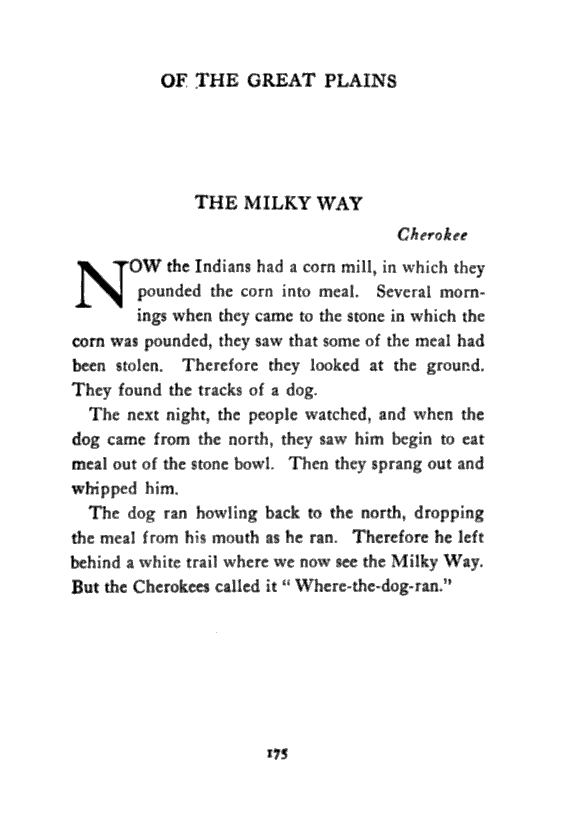 OF THE GREAT PLAINS
THE MILKY WAY
Cherokee
NOW the Indians had a corn mill, in which they
pounded the corn into meal. Several morn-
ings when they came to the stone in which the
corn was pounded, they saw that some of the meal had
been stolen. Therefore they looked at the ground.
They found the tracks of a dog.
The next night, the people watched, and when the
dog came from the north, they saw him begin to eat
meal out of the stone bowl. Then they sprang out and
whipped him.
The dog ran howling back to the north, dropping
the meal from his mouth as he ran. Therefore he left
behind a white trail where we now see the Milky Way.
But the Cherokees called it “ Where-the-dog-ran.”
175